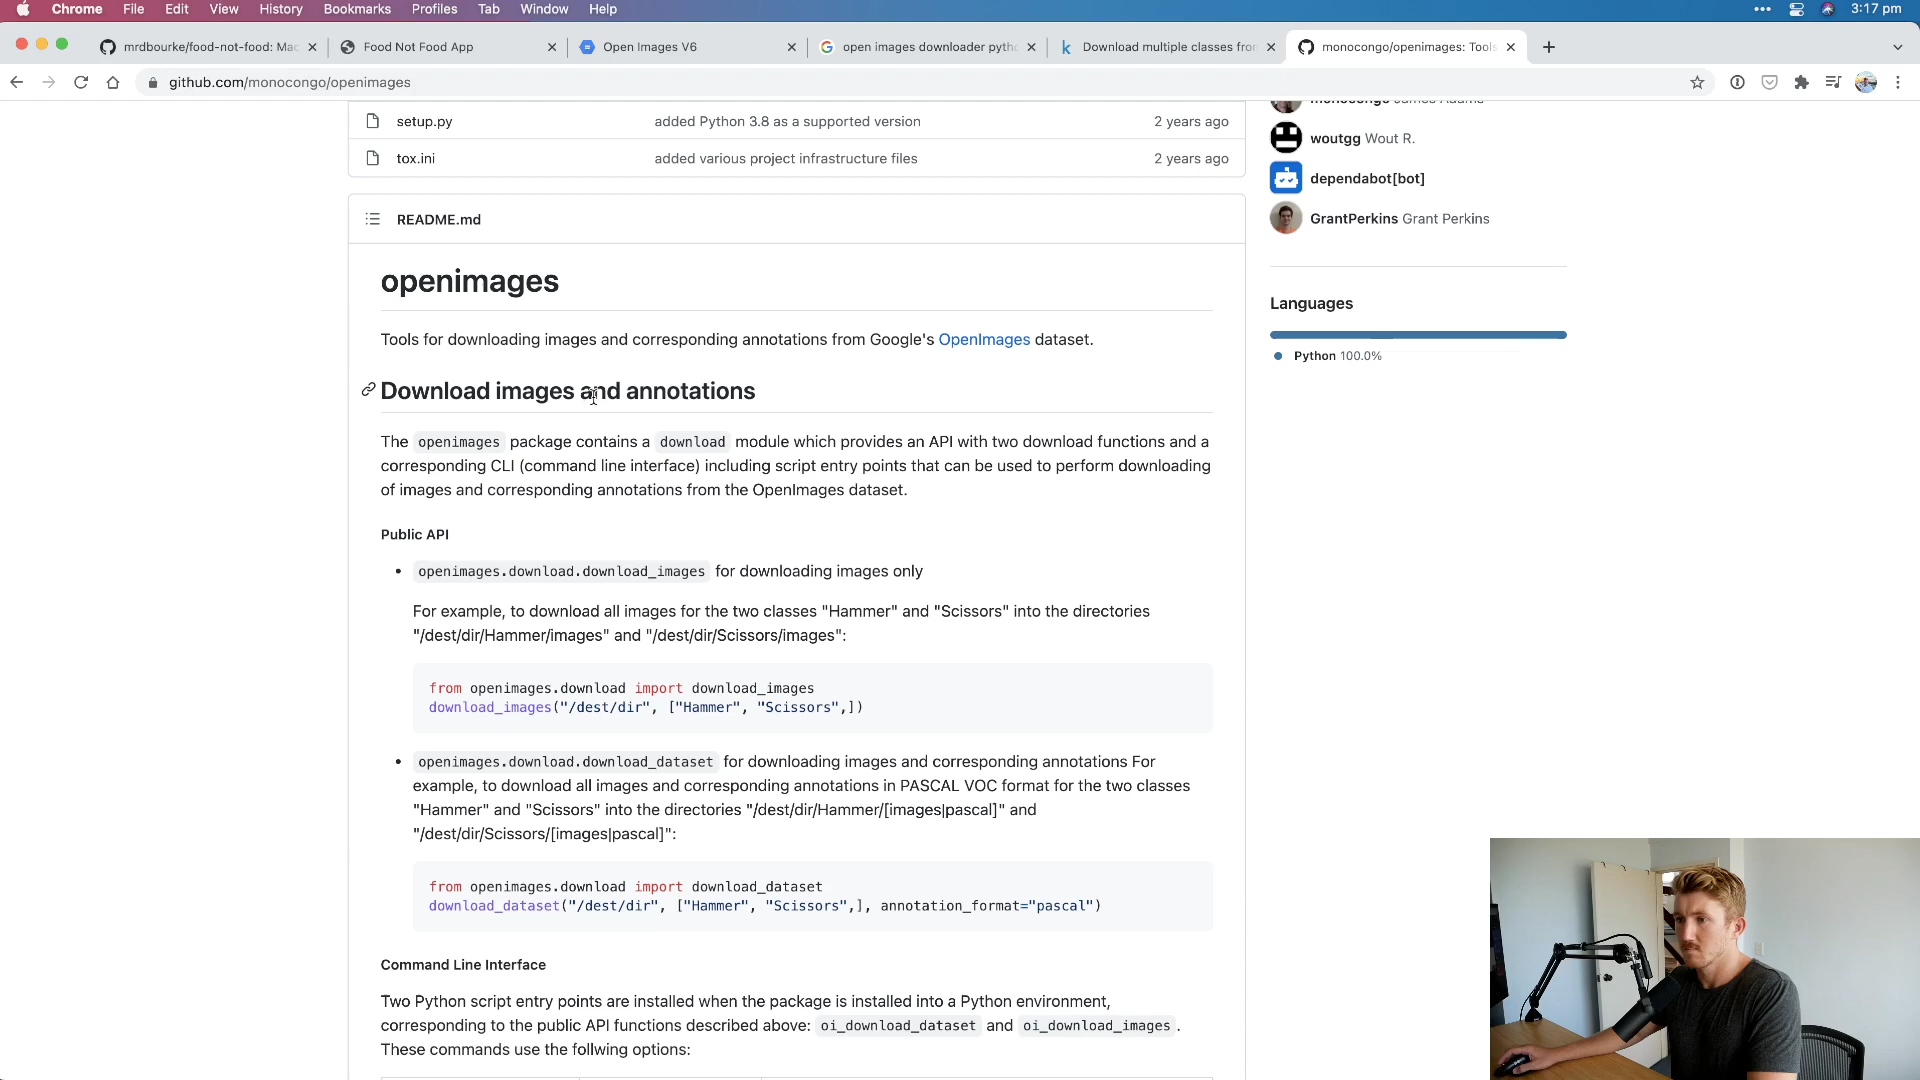 Chrome File Edit View History Bookmarks Profiles Tab Window Help 3:17 pm
mrdbourke/food-not-food: Mac Food Not Food App Open Images V6 open images downloader pytho Download multiple classes from monocongo/openimages: Tools
github.com/monocongo/openimages
setup.py added Python 3.8 as a supported version 2 years ago
tox.ini added various project infrastructure files 2 years ago
README.md
openimages
Tools for downloading images and corresponding annotations from Google's OpenImages dataset.
Download images and annotations
The openimages package contains a download module which provides an API with two download functions and a
corresponding CLI (command line interface) including script entry points that can be used to perform downloading
of images and corresponding annotations from the OpenImages dataset.
Public API
• openimages.download.download_images for downloading images only
For example, to download all images for the two classes "Hammer" and "Scissors" into the directories
"/dest/dir/Hammer/images" and "/dest/dir/Scissors/images":
from openimages.download import download_images
download_images("/dest/dir", ["Hammer", "Scissors",])
• openimages.download.download_dataset for downloading images and corresponding annotations For
example, to download all images and corresponding annotations in PASCAL VOC format for the two classes
"Hammer" and "Scissors" into the directories "/dest/dir/Hammer/[images|pascal]" and
"/dest/dir/Scissors/[images|pascal]":
from openimages.download import download_dataset
download_dataset("/dest/dir", ["Hammer", "Scissors",], annotation_format="pascal")
Command Line Interface
Two Python script entry points are installed when the package is installed into a Python environment,
corresponding to the public API functions described above: oi_download_dataset and oi_download_images .
These commands use the follwing options:
monocongo James Adams
woutgg Wout R.
dependabot[bot]
GrantPerkins Grant Perkins
Languages
Python 100.0%